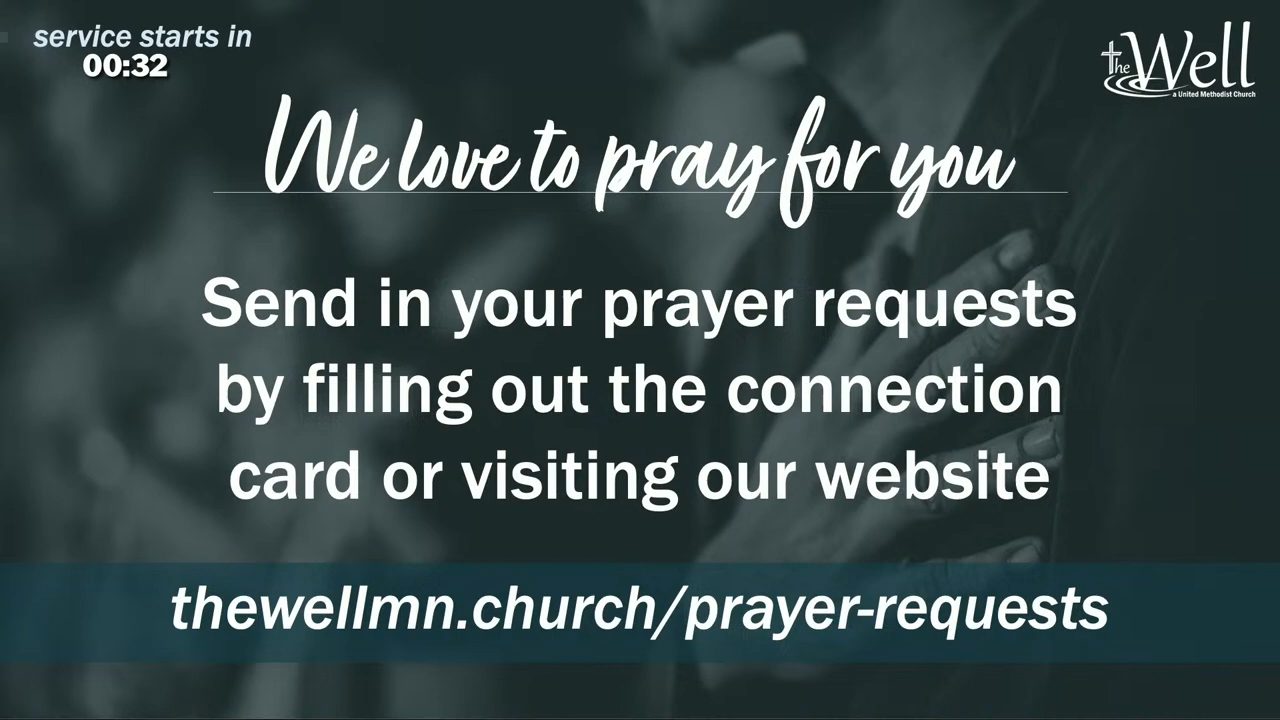 service starts in
00:32
the Well
a United Methodist Church
We love to pray for you
Send in your prayer requests
by filling out the connection
card or visiting our website
thewellmn.church/prayer-requests